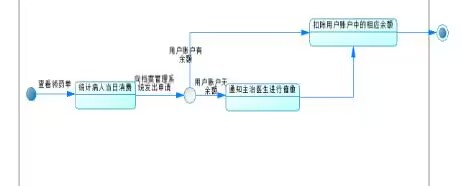 扣除用户账户中的相应余额
用户账户有
余额
查看领药单
统计病人当日消费
向档案管理系
统发出申请
用户账户无
余额
通知主治医生进行催缴